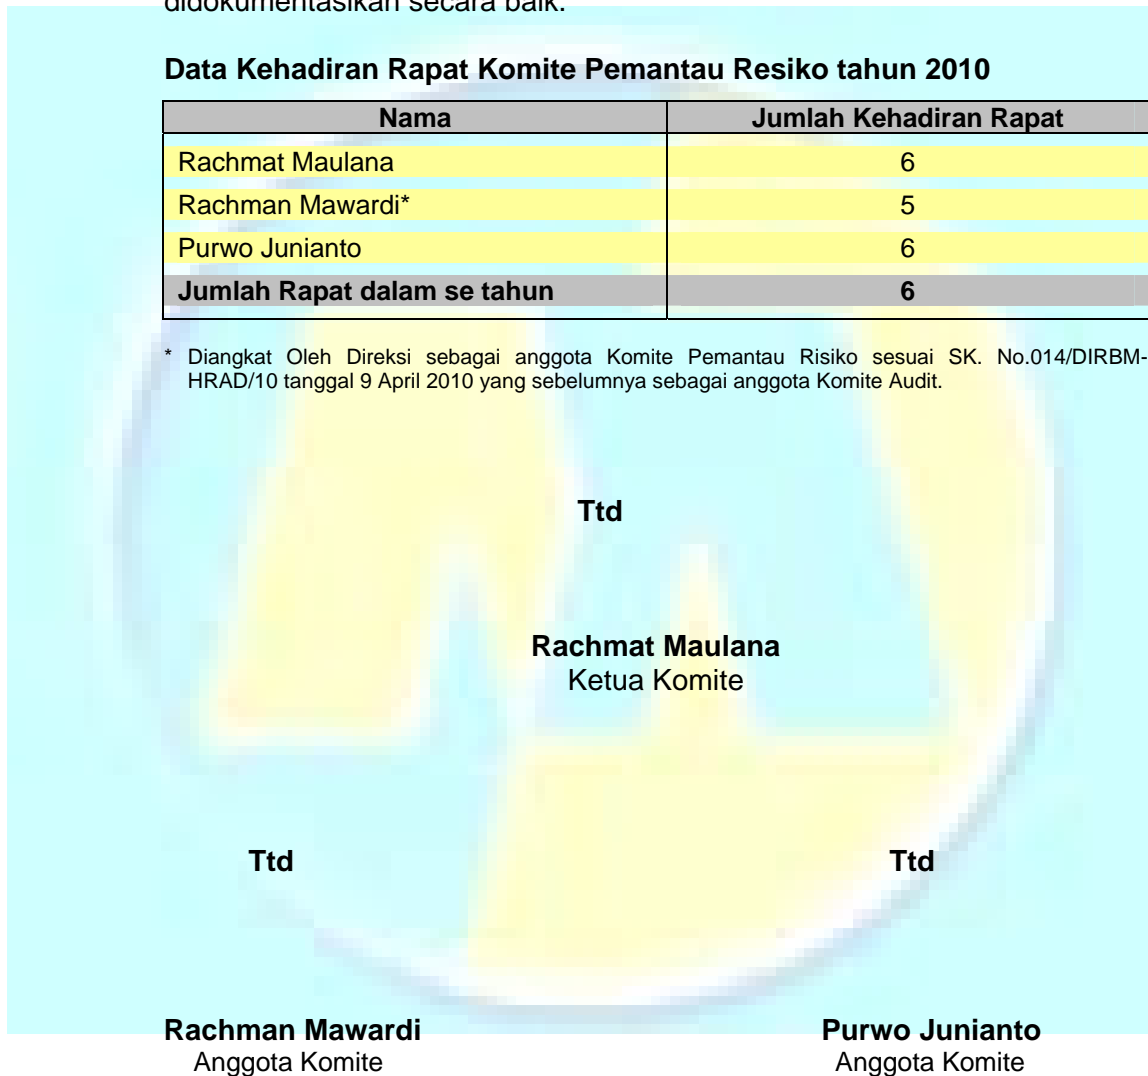 didokumentasikan secara baik.
Data Kehadiran Rapat Komite Pemantau Resiko tahun 2010
Nama Jumlah Kehadiran Rapat
Rachmat Maulana 6
Rachman Mawardi* 5
Purwo Junianto 6
Jumlah Rapat dalam se tahun 6
* Diangkat Oleh Direksi sebagai anggota Komite Pemantau Risiko sesuai SK. No.014/DIRBM-
HRAD/10 tanggal 9 April 2010 yang sebelumnya sebagai anggota Komite Audit.
Ttd
Rachmat Maulana
Ketua Komite
Ttd Ttd
Rachman Mawardi Purwo Junianto
Anggota Komite Anggota Komite